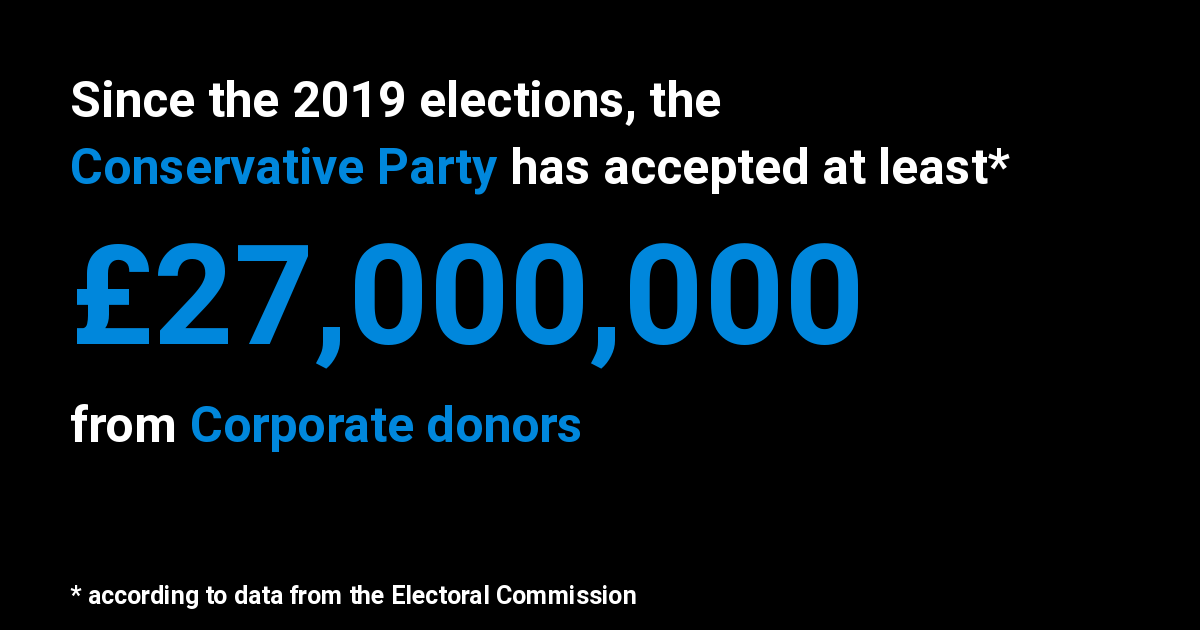 Since the 2019 elections, the
Conservative Party has accepted at least*
£27,000,000
from Corporate donors
* according to data from the Electoral Commission